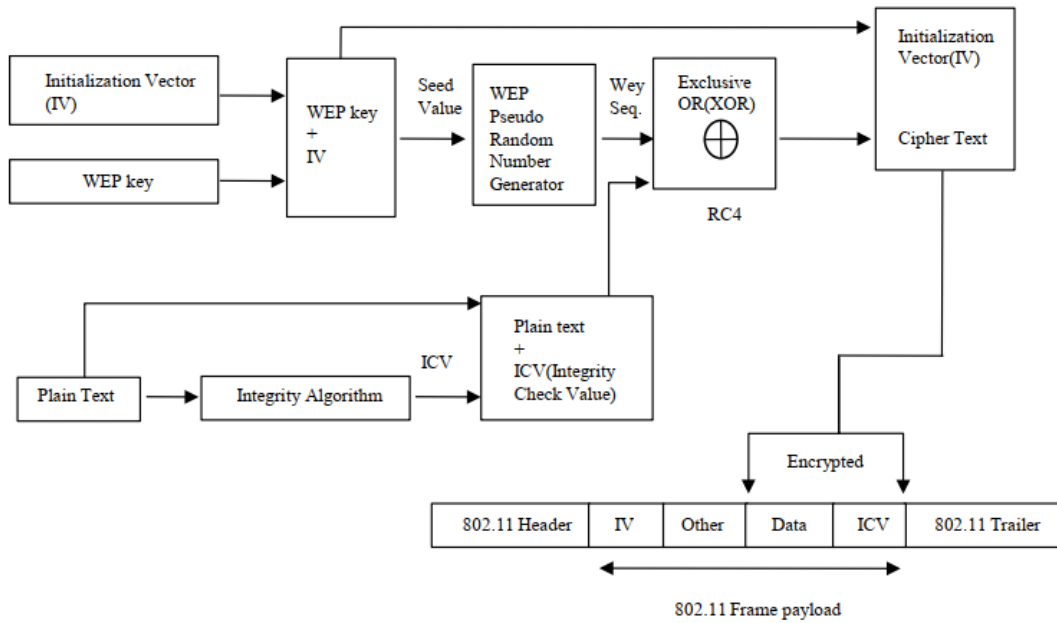 Initialization Vector
(IV)
WEP key
WEP key
+
IV
Seed
Value
WEP
Pseudo
Random
Number
Generator
Wey
Seq.
Exclusive
OR(XOR)
RC4
Initialization
Vector(IV)
Cipher Text
Plain Text
Integrity Algorithm
ICV
Plain text
+
ICV(Integrity
Check Value)
Encrypted
802.11 Header IV Other Data ICV 802.11 Trailer
802.11 Frame payload